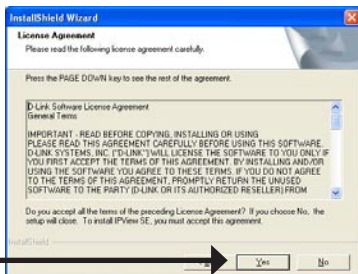 InstallShield Wizard
License Agreement
Please read the following license agreement carefully.
Press the PAGE DOWN key to see the rest of the agreement.
D-Link Software License Agreement
General Terms
IMPORTANT - READ BEFORE COPYING, INSTALLING OR USING
PLEASE READ THIS AGREEMENT CAREFULLY BEFORE USING THIS SOFTWARE.
D-LINK SYSTEMS, INC. ("D-LINK") WILL LICENSE THE SOFTWARE TO YOU ONLY IF
YOU FIRST ACCEPT THE TERMS OF THIS AGREEMENT. BY INSTALLING AND/OR
USING THE SOFTWARE YOU AGREE TO THESE TERMS. IF YOU DO NOT AGREE
TO THE TERMS OF THIS AGREEMENT, PROMPTLY RETURN THE UNUSED
SOFTWARE TO THE PARTY (D-LINK OR ITS AUTHORIZED RESELLER) FROM
Do you accept all the terms of the preceding License Agreement? If you choose No, the
setup will close. To install IPView SE, you must accept this agreement.
InstallShield
Yes
No